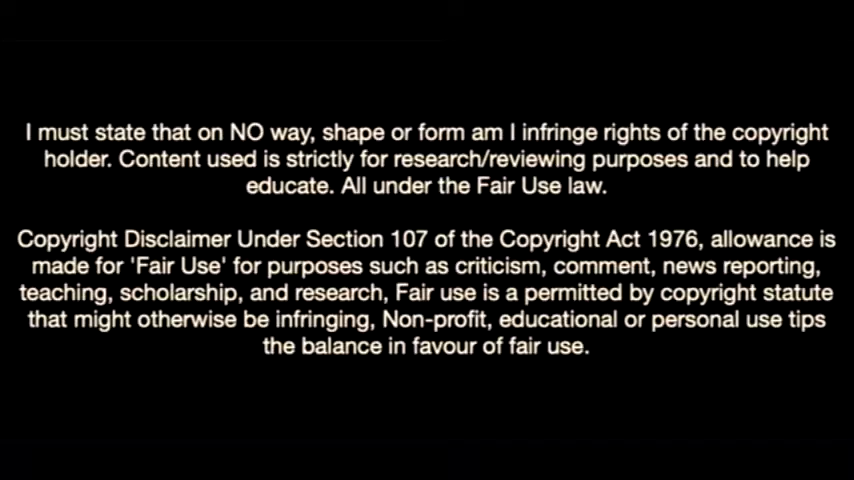 I must state that on NO way, shape or form am I infringe rights of the copyright
holder. Content used is strictly for research/reviewing purposes and to help
educate. All under the Fair Use law.
Copyright Disclaimer Under Section 107 of the Copyright Act 1976, allowance is
made for 'Fair Use' for purposes such as criticism, comment, news reporting,
teaching, scholarship, and research, Fair use is a permitted by copyright statute
that might otherwise be infringing, Non-profit, educational or personal use tips
the balance in favour of fair use.